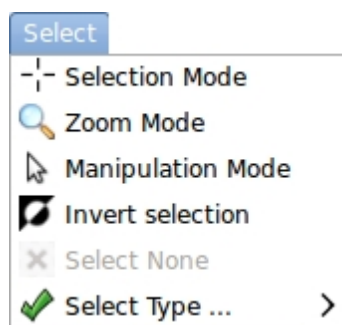 Select
Selection Mode
Zoom Mode
Manipulation Mode
Invert selection
Select None
Select Type ...